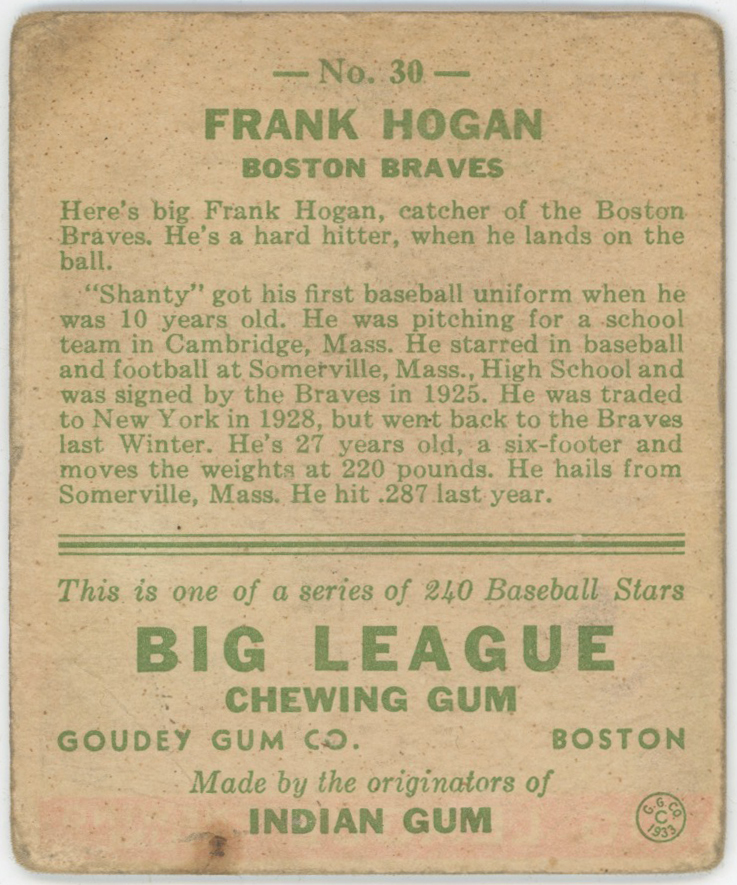 — No. 30 —
FRANK HOGAN
BOSTON BRAVES
Here's big Frank Hogan, catcher of the Boston
Braves. He's a hard hitter, when he lands on the
ball.
"Shanty" got his first baseball uniform when he
was 10 years old. He was pitching for a school
team in Cambridge, Mass. He starred in baseball
and football at Somerville, Mass., High School and
was signed by the Braves in 1925. He was traded
to New York in 1928, but went back to the Braves
last Winter. He's 27 years old, a six-footer and
moves the weights at 220 pounds. He hails from
Somerville, Mass. He hit .287 last year.
This is one of a series of 240 Baseball Stars
BIG LEAGUE
CHEWING GUM
GOUDEY GUM CO. BOSTON
Made by the originators of
INDIAN GUM
G.G.CO.
C
1933